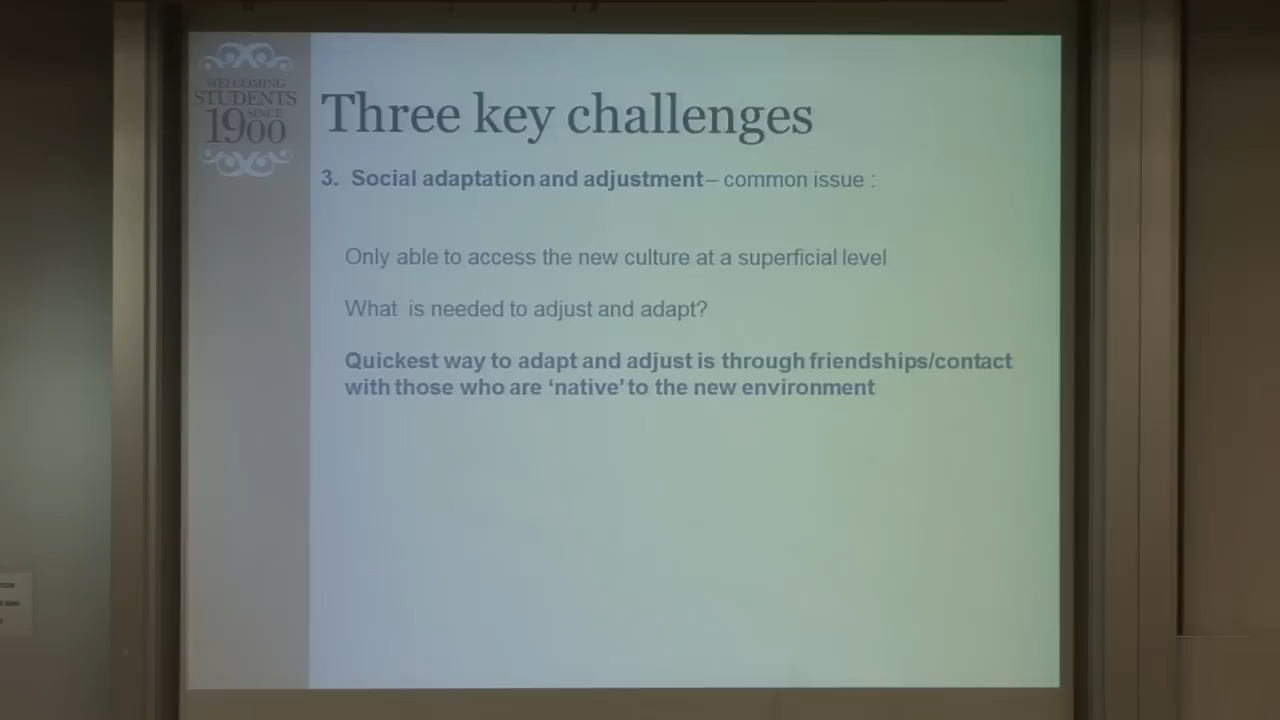 WELCOMING
STUDENTS
SINCE
1900
Three key challenges
3. Social adaptation and adjustment – common issue :
Only able to access the new culture at a superficial level
What is needed to adjust and adapt?
Quickest way to adapt and adjust is through friendships/contact
with those who are ‘native’ to the new environment